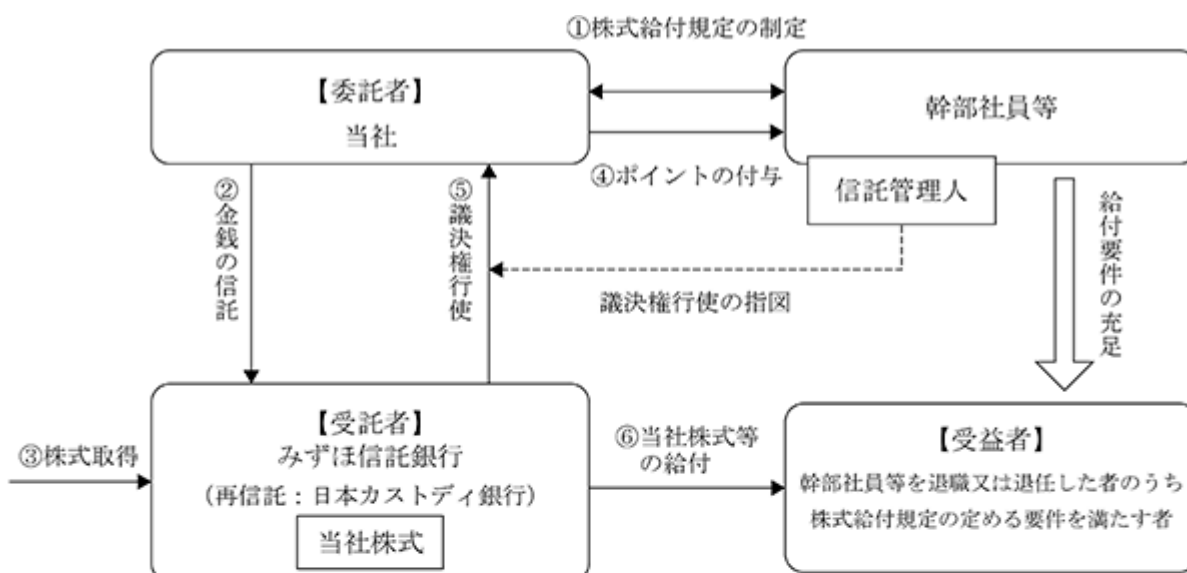 ①株式給付規定の制定
【委託者】
当社
幹部社員等
④ポイントの付与
信託管理人
②金銭の信託
⑤議決権行使
議決権行使の指図
給付要件の充足
③株式取得
【受託者】
みずほ信託銀行
（再信託：日本カストディ銀行）
当社株式
⑥当社株式等
の給付
【受益者】
幹部社員等を退職又は退任した者のうち
株式給付規定の定める要件を満たす者